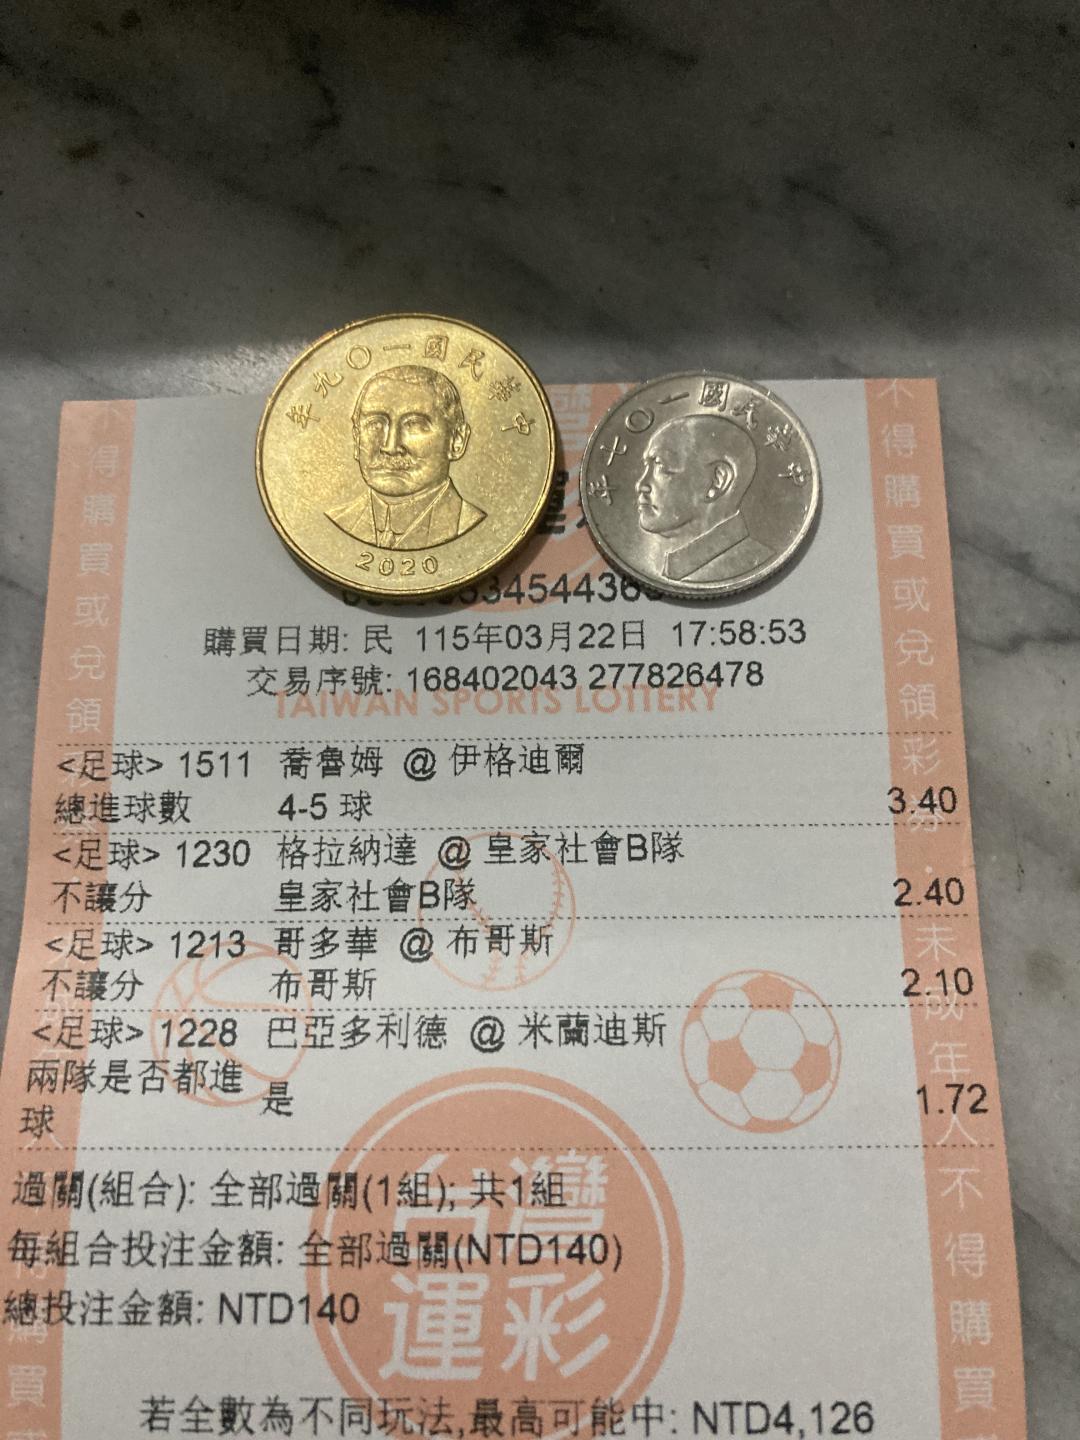 中華民國一〇九年
2020
中華民國一〇七年
購買日期: 民 115年03月22日 17:58:53
交易序號: 168402043 277826478
TAIWAN SPORTS LOTTERY
<足球> 1511 喬魯姆 @ 伊格迪爾
總進球數 4-5 球 3.40
<足球> 1230 格拉納達 @ 皇家社會B隊
不讓分 皇家社會B隊 2.40
<足球> 1213 哥多華 @ 布哥斯
不讓分 布哥斯 2.10
<足球> 1228 巴亞多利德 @ 米蘭迪斯
兩隊是否都進球 是 1.72
過關(組合): 全部過關(1組); 共1組
每組合投注金額: 全部過關(NTD140)
總投注金額: NTD140
台灣
運彩
若全數為不同玩法,最高可能中: NTD4,126
不得購買或兌領彩券
未成年人不得購買